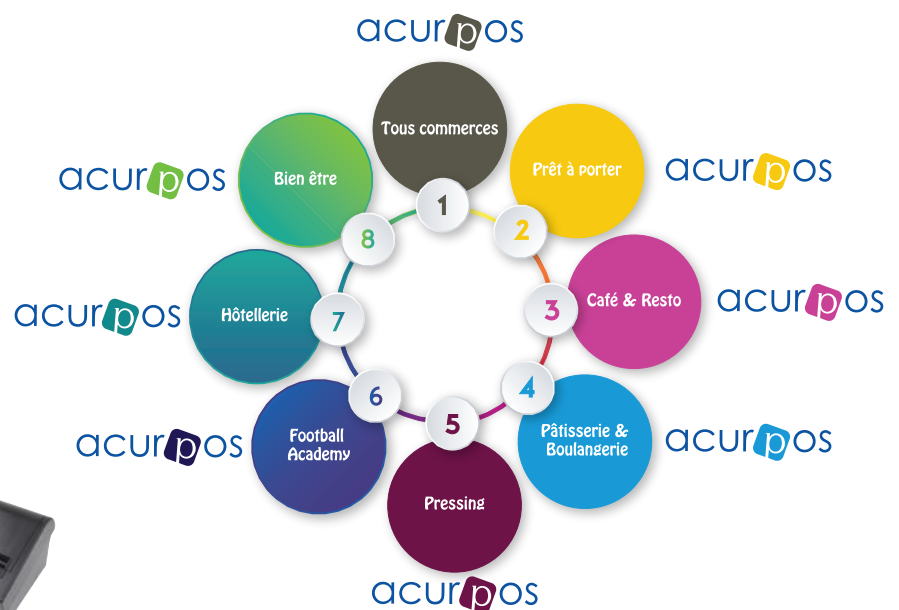 acurpos
Tous commerces
1
Prêt à porter
acurpos
2
Café & Resto
acurpos
3
Pâtisserie &
Boulangerie
acurpos
4
5
Pressing
acurpos
6
Football
Academy
acurpos
7
Hôtellerie
acurpos
8
Bien être
acurpos